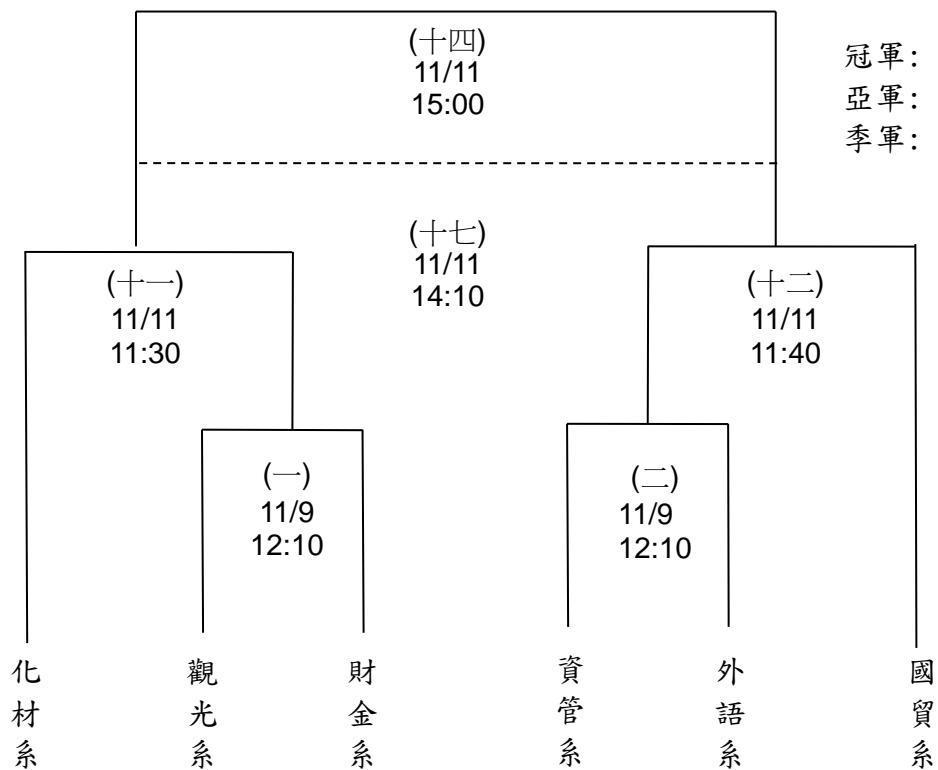 (十四)
11/11
15:00
冠軍:
亞軍:
季軍:
(十七)
11/11
14:10
(十一)
11/11
11:30
(十二)
11/11
11:40
(一)
11/9
12:10
(二)
11/9
12:10
化材系
觀光系
財金系
資管系
外語系
國貿系